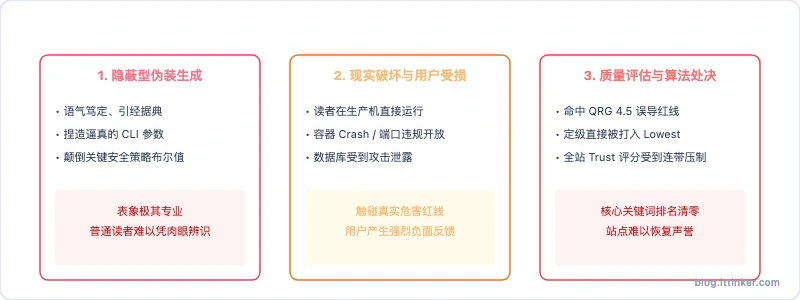 1. 隐蔽型伪装生成
• 语气笃定、引经据典
• 捏造逼真的 CLI 参数
• 颠倒关键安全策略布尔值
表象极其专业
普通读者难以凭肉眼辨识
2. 现实破坏与用户受损
• 读者在生产机直接运行
• 容器 Crash / 端口违规开放
• 数据库受到攻击泄露
触碰真实危害红线
用户产生强烈负面反馈
3. 质量评估与算法处决
• 命中 QRG 4.5 误导红线
• 定级直接被打入 Lowest
• 全站 Trust 评分受到连带压制
核心关键词排名清零
站点难以恢复声誉
blog.ittinker.com